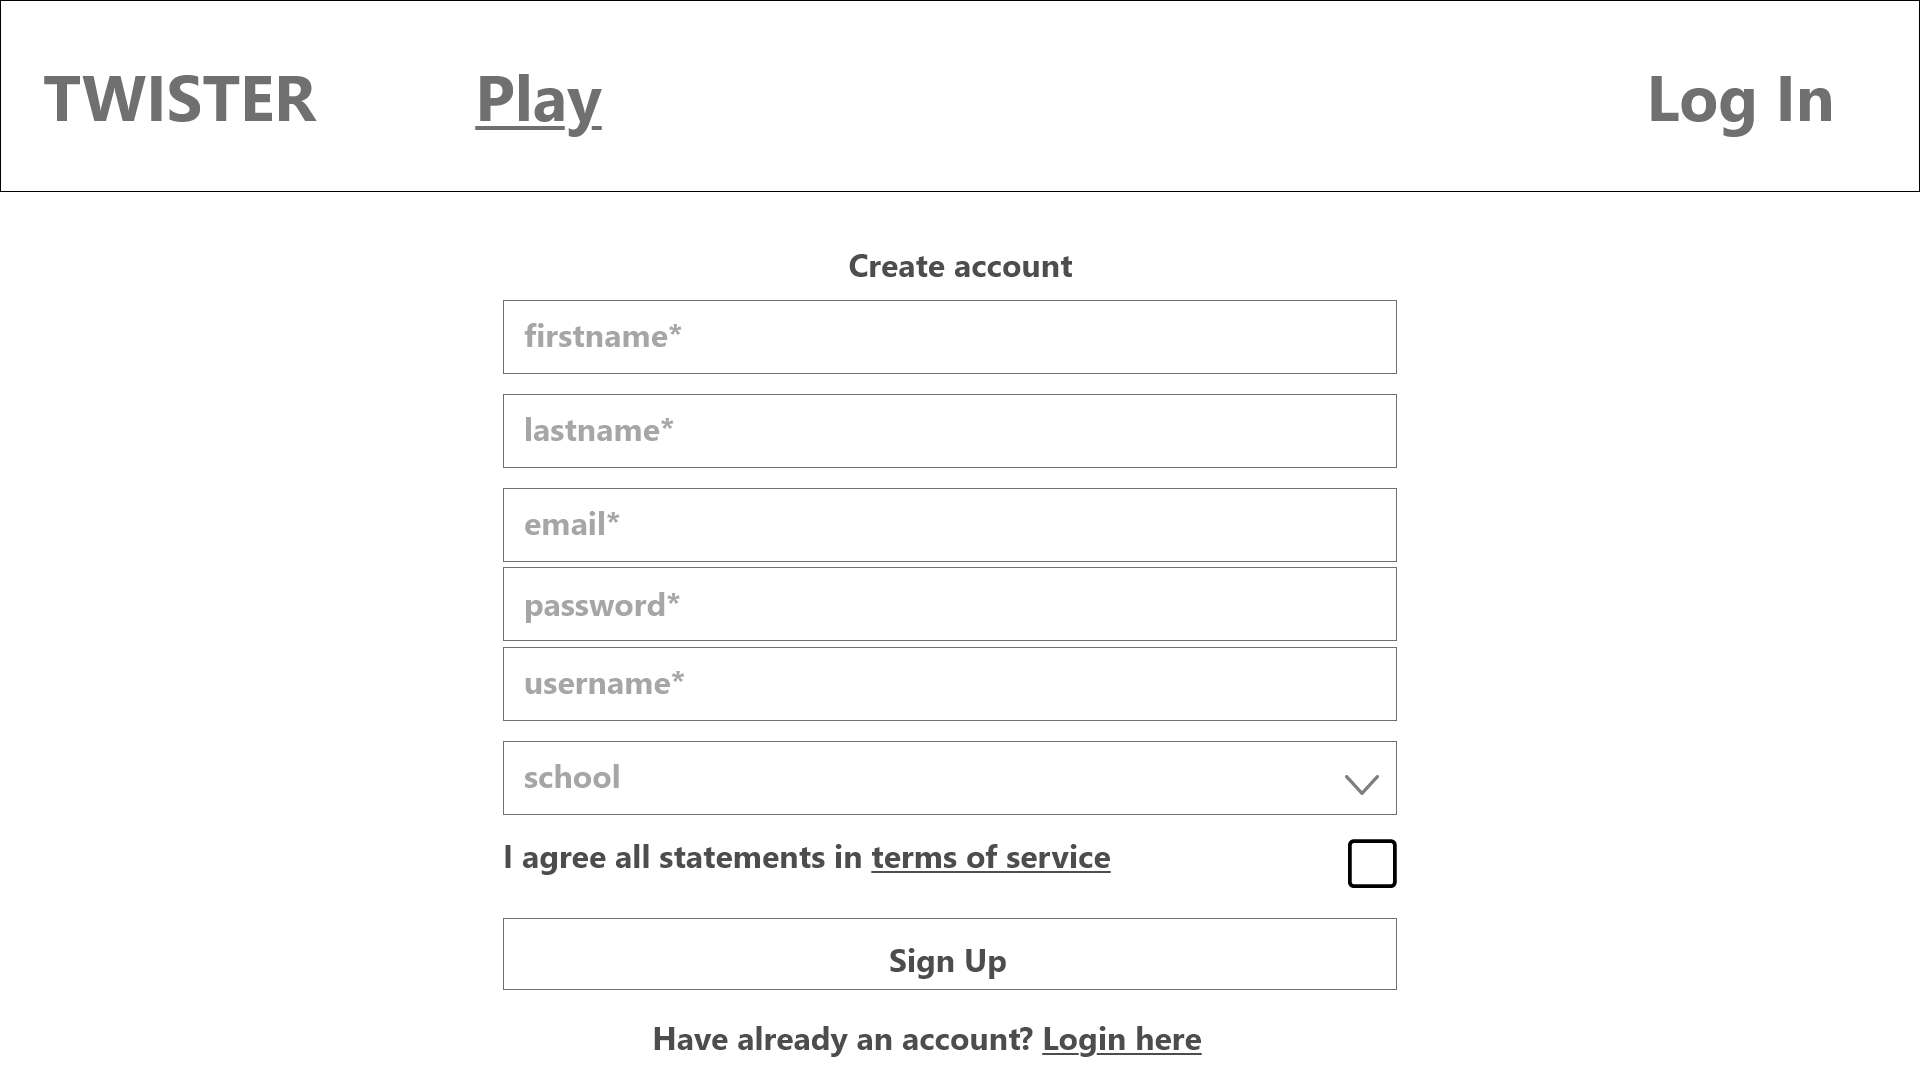 TWISTER Play Log In
Create account
firstname*
lastname*
email*
password*
username*
school
I agree all statements in terms of service
Sign Up
Have already an account? Login here